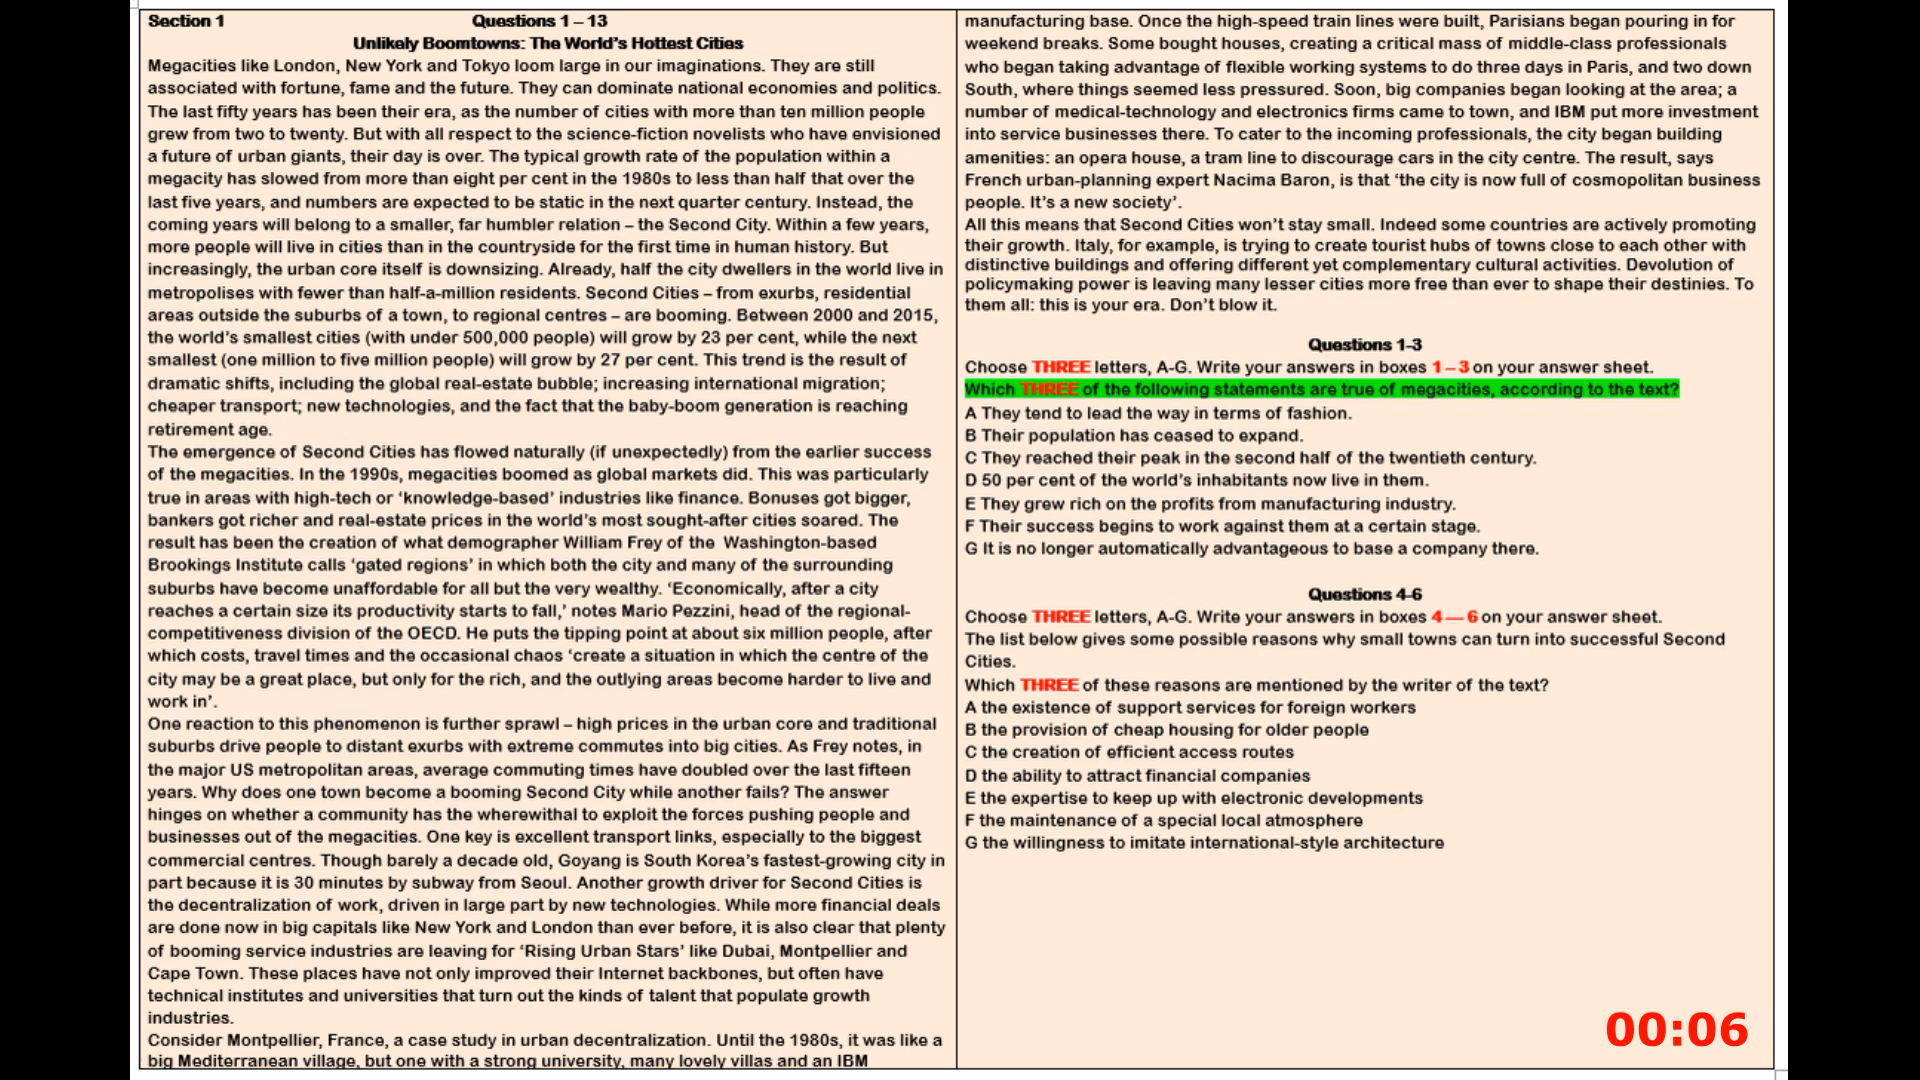 Section 1 Questions 1 – 13
Unlikely Boomtowns: The World's Hottest Cities
Megacities like London, New York and Tokyo loom large in our imaginations. They are still
associated with fortune, fame and the future. They can dominate national economies and politics.
The last fifty years has been their era, as the number of cities with more than ten million people
grew from two to twenty. But with all respect to the science-fiction novelists who have envisioned
a future of urban giants, their day is over. The typical growth rate of the population within a
megacity has slowed from more than eight per cent in the 1980s to less than half that over the
last five years, and numbers are expected to be static in the next quarter century. Instead, the
coming years will belong to a smaller, far humbler relation – the Second City. Within a few years,
more people will live in cities than in the countryside for the first time in human history. But
increasingly, the urban core itself is downsizing. Already, half the city dwellers in the world live in
metropolises with fewer than half-a-million residents. Second Cities – from exurbs, residential
areas outside the suburbs of a town, to regional centres – are booming. Between 2000 and 2015,
the world's smallest cities (with under 500,000 people) will grow by 23 per cent, while the next
smallest (one million to five million people) will grow by 27 per cent. This trend is the result of
dramatic shifts, including the global real-estate bubble; increasing international migration;
cheaper transport; new technologies, and the fact that the baby-boom generation is reaching
retirement age.
The emergence of Second Cities has flowed naturally (if unexpectedly) from the earlier success
of the megacities. In the 1990s, megacities boomed as global markets did. This was particularly
true in areas with high-tech or 'knowledge-based' industries like finance. Bonuses got bigger,
bankers got richer and real-estate prices in the world's most sought-after cities soared. The
result has been the creation of what demographer William Frey of the Washington-based
Brookings Institute calls 'gated regions' in which both the city and many of the surrounding
suburbs have become unaffordable for all but the very wealthy. 'Economically, after a city
reaches a certain size its productivity starts to fall,' notes Mario Pezzini, head of the regional-
competitiveness division of the OECD. He puts the tipping point at about six million people, after
which costs, travel times and the occasional chaos 'create a situation in which the centre of the
city may be a great place, but only for the rich, and the outlying areas become harder to live and
work in'.
One reaction to this phenomenon is further sprawl – high prices in the urban core and traditional
suburbs drive people to distant exurbs with extreme commutes into big cities. As Frey notes, in
the major US metropolitan areas, average commuting times have doubled over the last fifteen
years. Why does one town become a booming Second City while another fails? The answer
hinges on whether a community has the wherewithal to exploit the forces pushing people and
businesses out of the megacities. One key is excellent transport links, especially to the biggest
commercial centres. Though barely a decade old, Goyang is South Korea's fastest-growing city in
part because it is 30 minutes by subway from Seoul. Another growth driver for Second Cities is
the decentralization of work, driven in large part by new technologies. While more financial deals
are done now in big capitals like New York and London than ever before, it is also clear that plenty
of booming service industries are leaving for 'Rising Urban Stars' like Dubai, Montpellier and
Cape Town. These places have not only improved their Internet backbones, but often have
technical institutes and universities that turn out the kinds of talent that populate growth
industries.
Consider Montpellier, France, a case study in urban decentralization. Until the 1980s, it was like a
big Mediterranean village, but one with a strong university, many lovely villas and an IBM
manufacturing base. Once the high-speed train lines were built, Parisians began pouring in for
weekend breaks. Some bought houses, creating a critical mass of middle-class professionals
who began taking advantage of flexible working systems to do three days in Paris, and two down
South, where things seemed less pressured. Soon, big companies began looking at the area; a
number of medical-technology and electronics firms came to town, and IBM put more investment
into service businesses there. To cater to the incoming professionals, the city began building
amenities: an opera house, a tram line to discourage cars in the city centre. The result, says
French urban-planning expert Nacima Baron, is that 'the city is now full of cosmopolitan business
people. It's a new society'.
All this means that Second Cities won't stay small. Indeed some countries are actively promoting
their growth. Italy, for example, is trying to create tourist hubs of towns close to each other with
distinctive buildings and offering different yet complementary cultural activities. Devolution of
policymaking power is leaving many lesser cities more free than ever to shape their destinies. To
them all: this is your era. Don't blow it.
Questions 1-3
Choose THREE letters, A-G. Write your answers in boxes 1 – 3 on your answer sheet.
Which THREE of the following statements are true of megacities, according to the text?
A They tend to lead the way in terms of fashion.
B Their population has ceased to expand.
C They reached their peak in the second half of the twentieth century.
D 50 per cent of the world's inhabitants now live in them.
E They grew rich on the profits from manufacturing industry.
F Their success begins to work against them at a certain stage.
G It is no longer automatically advantageous to base a company there.
Questions 4-6
Choose THREE letters, A-G. Write your answers in boxes 4 — 6 on your answer sheet.
The list below gives some possible reasons why small towns can turn into successful Second
Cities.
Which THREE of these reasons are mentioned by the writer of the text?
A the existence of support services for foreign workers
B the provision of cheap housing for older people
C the creation of efficient access routes
D the ability to attract financial companies
E the expertise to keep up with electronic developments
F the maintenance of a special local atmosphere
G the willingness to imitate international-style architecture
00:06